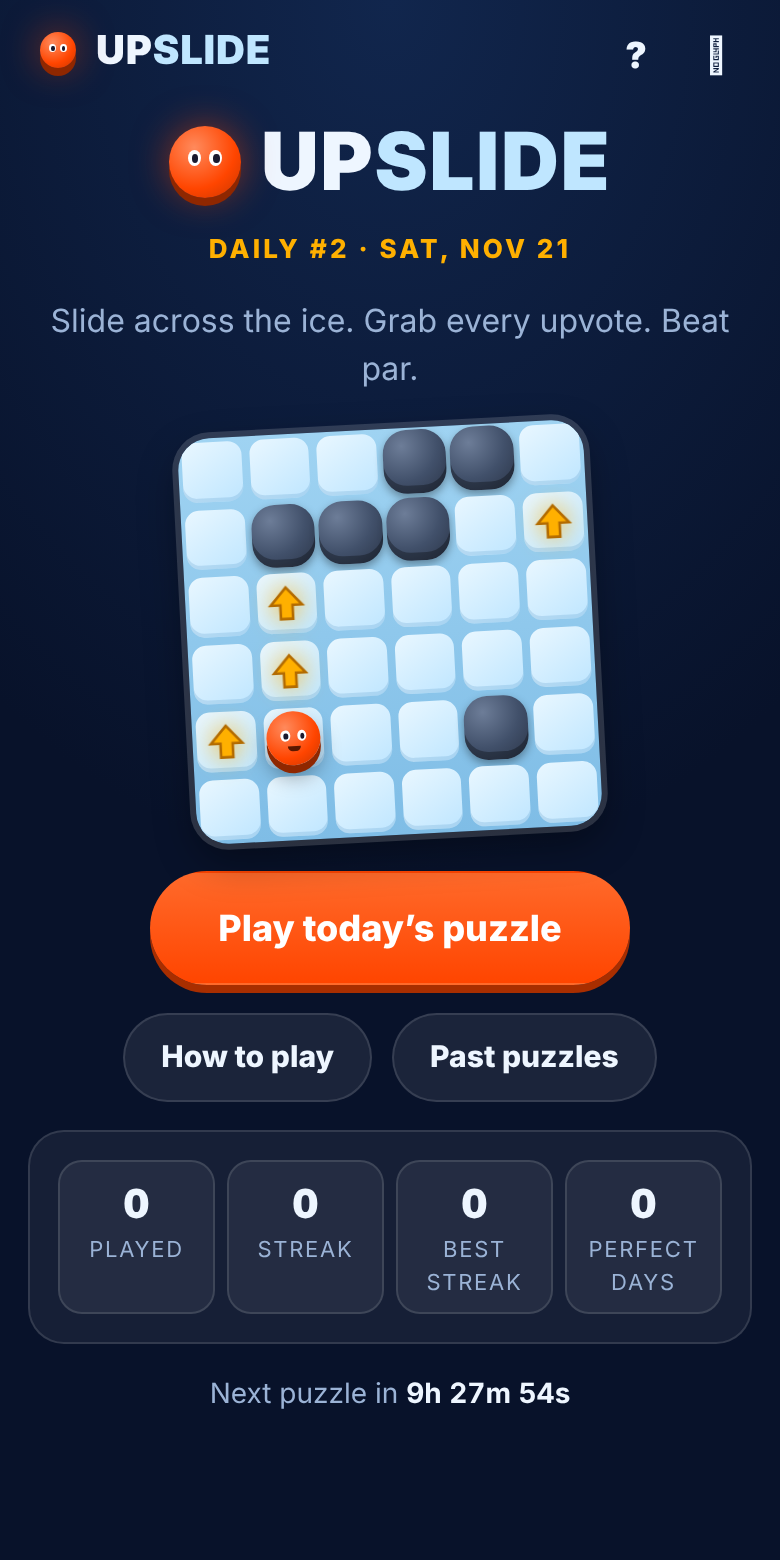 UPSLIDE
?
NO GLYPH
UPSLIDE
DAILY #2 · SAT, NOV 21
Slide across the ice. Grab every upvote. Beat
par.
Play today’s puzzle
How to play
Past puzzles
0
PLAYED
0
STREAK
0
BEST
STREAK
0
PERFECT
DAYS
Next puzzle in 9h 27m 54s